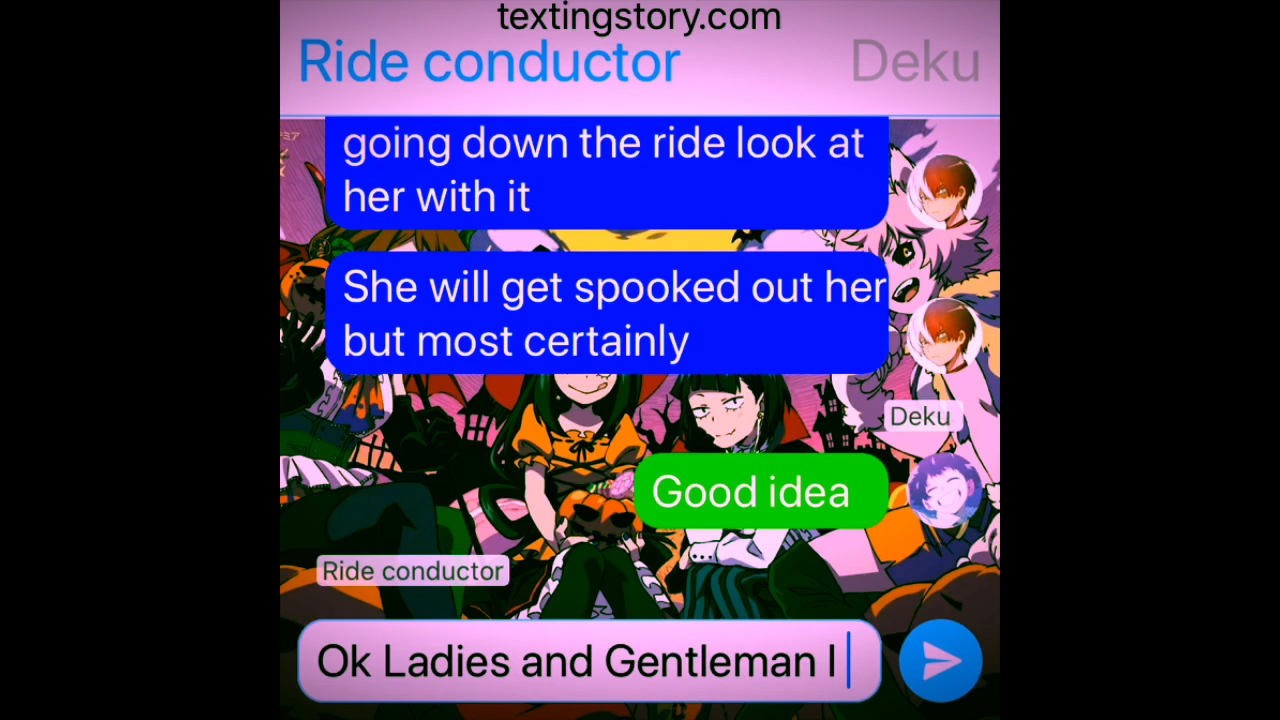 textingstory.com
Ride conductor
Deku
going down the ride look at
her with it
She will get spooked out her
but most certainly
Deku
Good idea
Ride conductor
Ok Ladies and Gentleman I